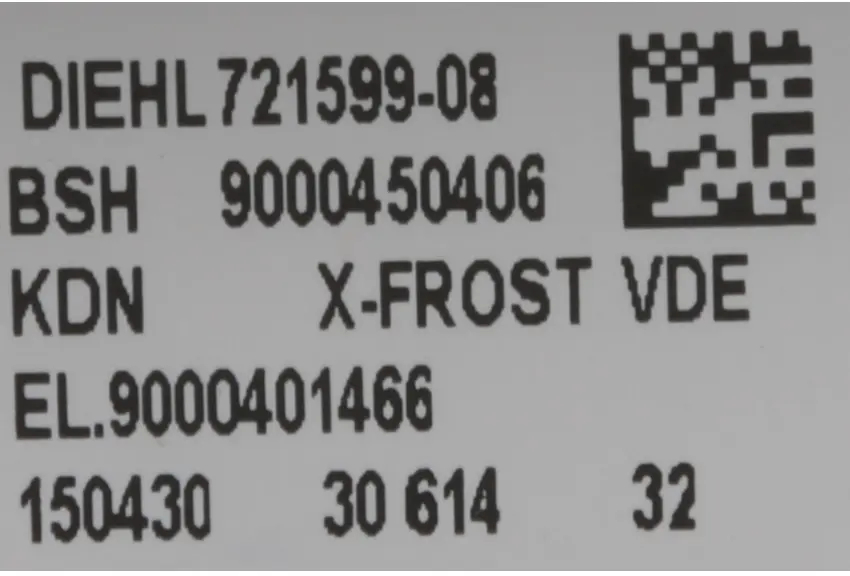 DIEHL 721599-08
BSH 9000450406
KDN X-FROST VDE
EL.9000401466
150430 30 614 32